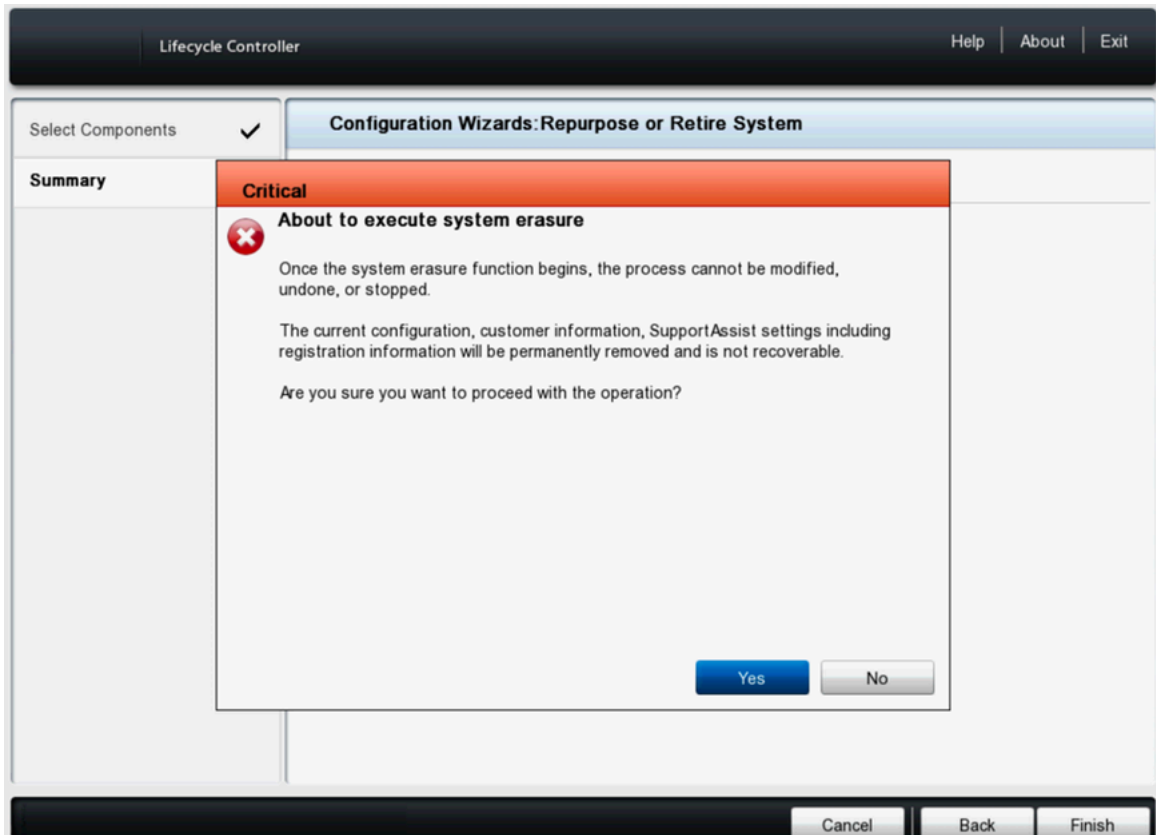 Lifecycle Controller
Help | About | Exit
Select Components
Configuration Wizards:Repurpose or Retire System
Summary
Critical
About to execute system erasure
Once the system erasure function begins, the process cannot be modified,
undone, or stopped.
The current configuration, customer information, SupportAssist settings including
registration information will be permanently removed and is not recoverable.
Are you sure you want to proceed with the operation?
Yes
No
Cancel
Back
Finish